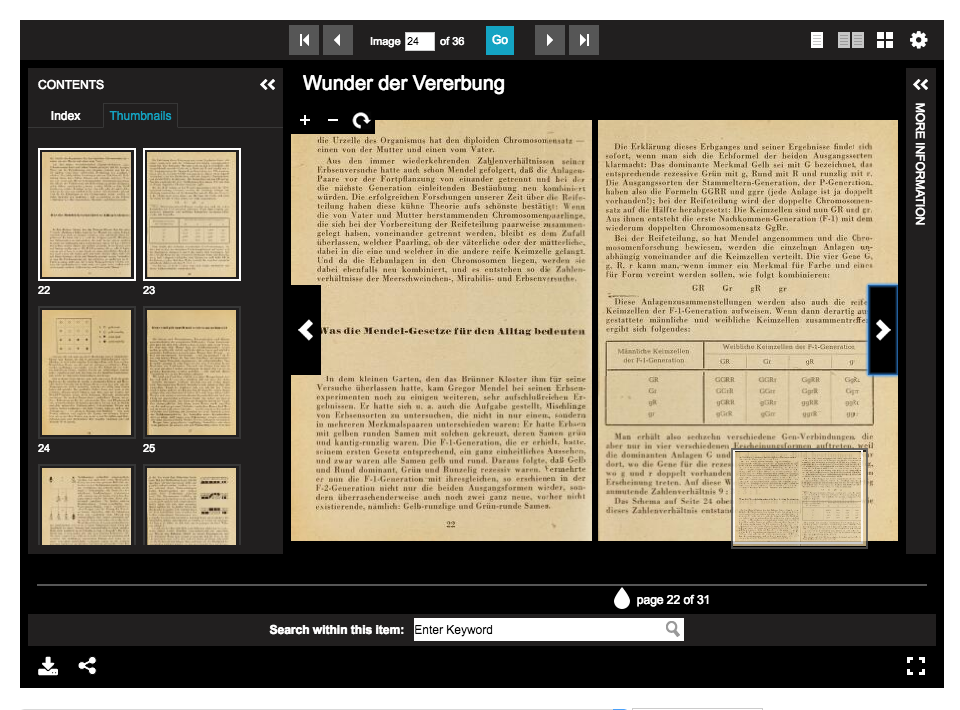 Image 24 of 36 Go
CONTENTS
Index Thumbnails
22 23
24 25
Wunder der Vererbung
MORE INFORMATION
die Urzelle des Organismus hat den diploiden Chromosomensatz —
einen von der Mutter und einen vom Vater.
Aus den immer wiederkehrenden Zahlenverhältnissen seiner
Erbsenversuche hatte auch schon Mendel gefolgert, daß die Anlagen-
Paare vor der Fortpflanzung von einander getrennt und bei der
die nächste Generation einleitenden Bestäubung neu kombiniert
würden. Die erfolgreichen Forschungen unserer Zeit über die Reife-
teilung haben diese kühne Theorie aufs schönste bestätigt: Wenn
die von Vater und Mutter herstammenden Chromosomenpaarlinge,
die sich bei der Vorbereitung der Reifeteilung paarweise zusammen-
gelegt haben, voneinander getrennt werden, bleibt es dem Zufall
überlassen, welcher Paarling, ob der väterliche oder der mütterliche,
dabei in die eine und welcher in die andere reife Keimzelle gelangt.
Und da die Erbanlagen in den Chromosomen liegen, werden sie
dabei ebenfalls neu kombiniert, und es entstehen so die Zahlen-
verhältnisse der Meerschweinchen-, Mirabilis- und Erbsenversuche.
Was die Mendel-Gesetze für den Alltag bedeuten
In dem kleinen Garten, den das Brünner Kloster ihm für seine
Versuche überlassen hatte, kam Gregor Mendel bei seinen Erbsen-
experimenten noch zu einigen weiteren, sehr aufschlußreichen Er-
gebnissen. Er hatte sich u. a. auch die Aufgabe gestellt, Mischlinge
von Erbsensorten zu untersuchen, die nicht in nur einem, sondern
in mehreren Merkmalspaaren unterschieden waren: Er hatte Erbsen
mit gelben runden Samen mit solchen gekreuzt, deren Samen grün
und kantig-runzlig waren. Die F-1-Generation, die er erhielt, hatte,
seinem ersten Gesetz entsprechend, ein ganz einheitliches Aussehen,
und zwar waren alle Samen gelb und rund. Daraus folgte, daß Gelb
und Rund dominant, Grün und Runzelig rezessiv waren. Vermehrte
er nun die F-1-Generation mit ihresgleichen, so erschienen in der
F-2-Generation nicht nur die beiden Ausgangsformen wieder, son-
dern überraschenderweise auch noch zwei ganz neue, vorher nicht
existierende, nämlich: Gelb-runzlige und Grün-runde Samen.
22
Die Erklärung dieses Erbganges und seiner Ergebnisse findet sich
sofort, wenn man sich die Erbformel der beiden Ausgangssorten
klarmacht: Das dominante Merkmal Gelb sei mit G bezeichnet, das
entsprechende rezessive Grün mit g, Rund mit R und runzlig mit r.
Die Ausgangssorten der Stammeltern-Generation, der P-Generation,
haben also die Formeln GGRR und ggrr (jede Anlage ist ja doppelt
vorhanden!); bei der Reifeteilung wird der doppelte Chromosomen-
satz auf die Hälfte herabgesetzt: Die Keimzellen sind nun GR und gr.
Aus ihnen entsteht die erste Nachkommen-Generation (F-1) mit dem
wiederum doppelten Chromosomensatz GgRr.
Bei der Reifeteilung, so hat Mendel angenommen und die Chro-
mosomenforschung bewiesen, werden die einzelnen Anlagen un-
abhängig voneinander auf die Keimzellen verteilt. Die vier Gene G,
g, R, r kann man, wenn immer ein Merkmal für Farbe und eines
für Form vereint werden sollen, wie folgt kombinieren:
GR Gr gR gr
Diese Anlagenzusammenstellungen werden also auch die reifen
Keimzellen der F-1-Generation aufweisen. Wenn dann derartig
gestattete männliche und weibliche Keimzellen zusammentreffen
ergibt sich folgendes:
Männliche Keimzellen Weibliche Keimzellen der F-1-Generation
der F-1-Generation GR Gr gR gr
GR GGRR GGRr GgRR GgRr
Gr GGrR GGrr GgrR Ggrr
gR gGRR gGRr ggRR ggRr
gr gGrR gGrr ggrR ggrr
Man erhält also sechzehn verschiedene Gen-Verbindungen, die
aber nur in vier verschiedenen Erscheinungsformen auftreten, weil
die dominanten Anlagen G und
dort, wo die Gene für die rezes
wo g und r doppelt vorhanden
Erscheinung treten. Auf diese W
anmutende Zahlenverhältnis 9 :
Das Schema auf Seite 24 obe
dieses Zahlenverhältnis entstan
page 22 of 31
Search within this item: Enter Keyword